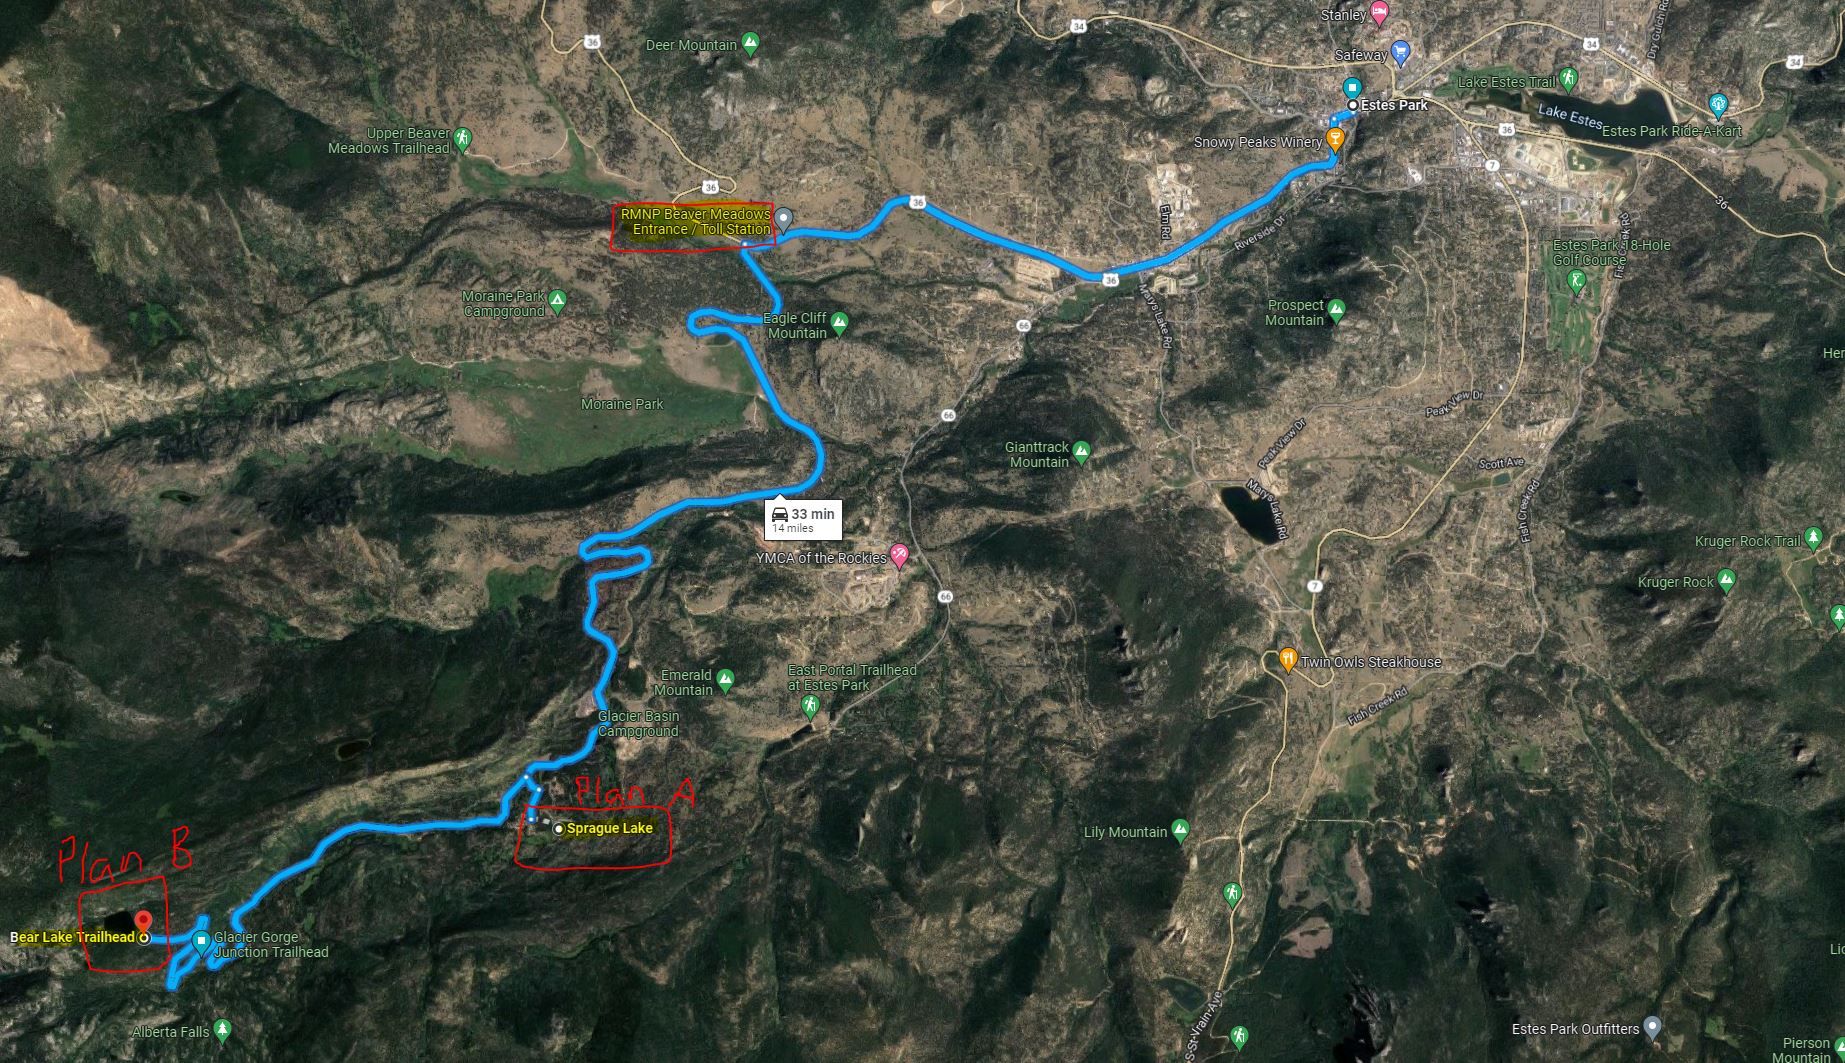 Stanley
36
34
Deer Mountain
Safeway
34
Dry Gulch Rd
34
Lake Estes Trail
Estes Park
Lake Estes
Estes Park Ride-A-Kart
36
Upper Beaver
Meadows Trailhead
Snowy Peaks Winery
7
36
36
RMNP Beaver Meadows
Entrance / Toll Station
36
Elm Rd
Riverside Dr
Estes Park 18-Hole
Golf Course
36
Moraine Park
Campground
Eagle Cliff
Mountain
66
Marys Lake Rd
Prospect
Mountain
Her
Moraine Park
66
Peak View Dr
Peak View Dr
Gianttrack
Mountain
Scott Ave
Marys Lake Rd
Fish Creek Rd
33 min
14 miles
YMCA of the Rockies
Kruger Rock Trail
Kruger Rock
66
7
Emerald
Mountain
East Portal Trailhead
at Estes Park
Twin Owls Steakhouse
Fish Creek Rd
Glacier Basin
Campground
Plan A
Sprague Lake
Lily Mountain
Plan B
Bear Lake Trailhead
Glacier Gorge
Junction Trailhead
Alberta Falls
S St Vrain Ave
Estes Park Outfitters
Pierson
Mountain